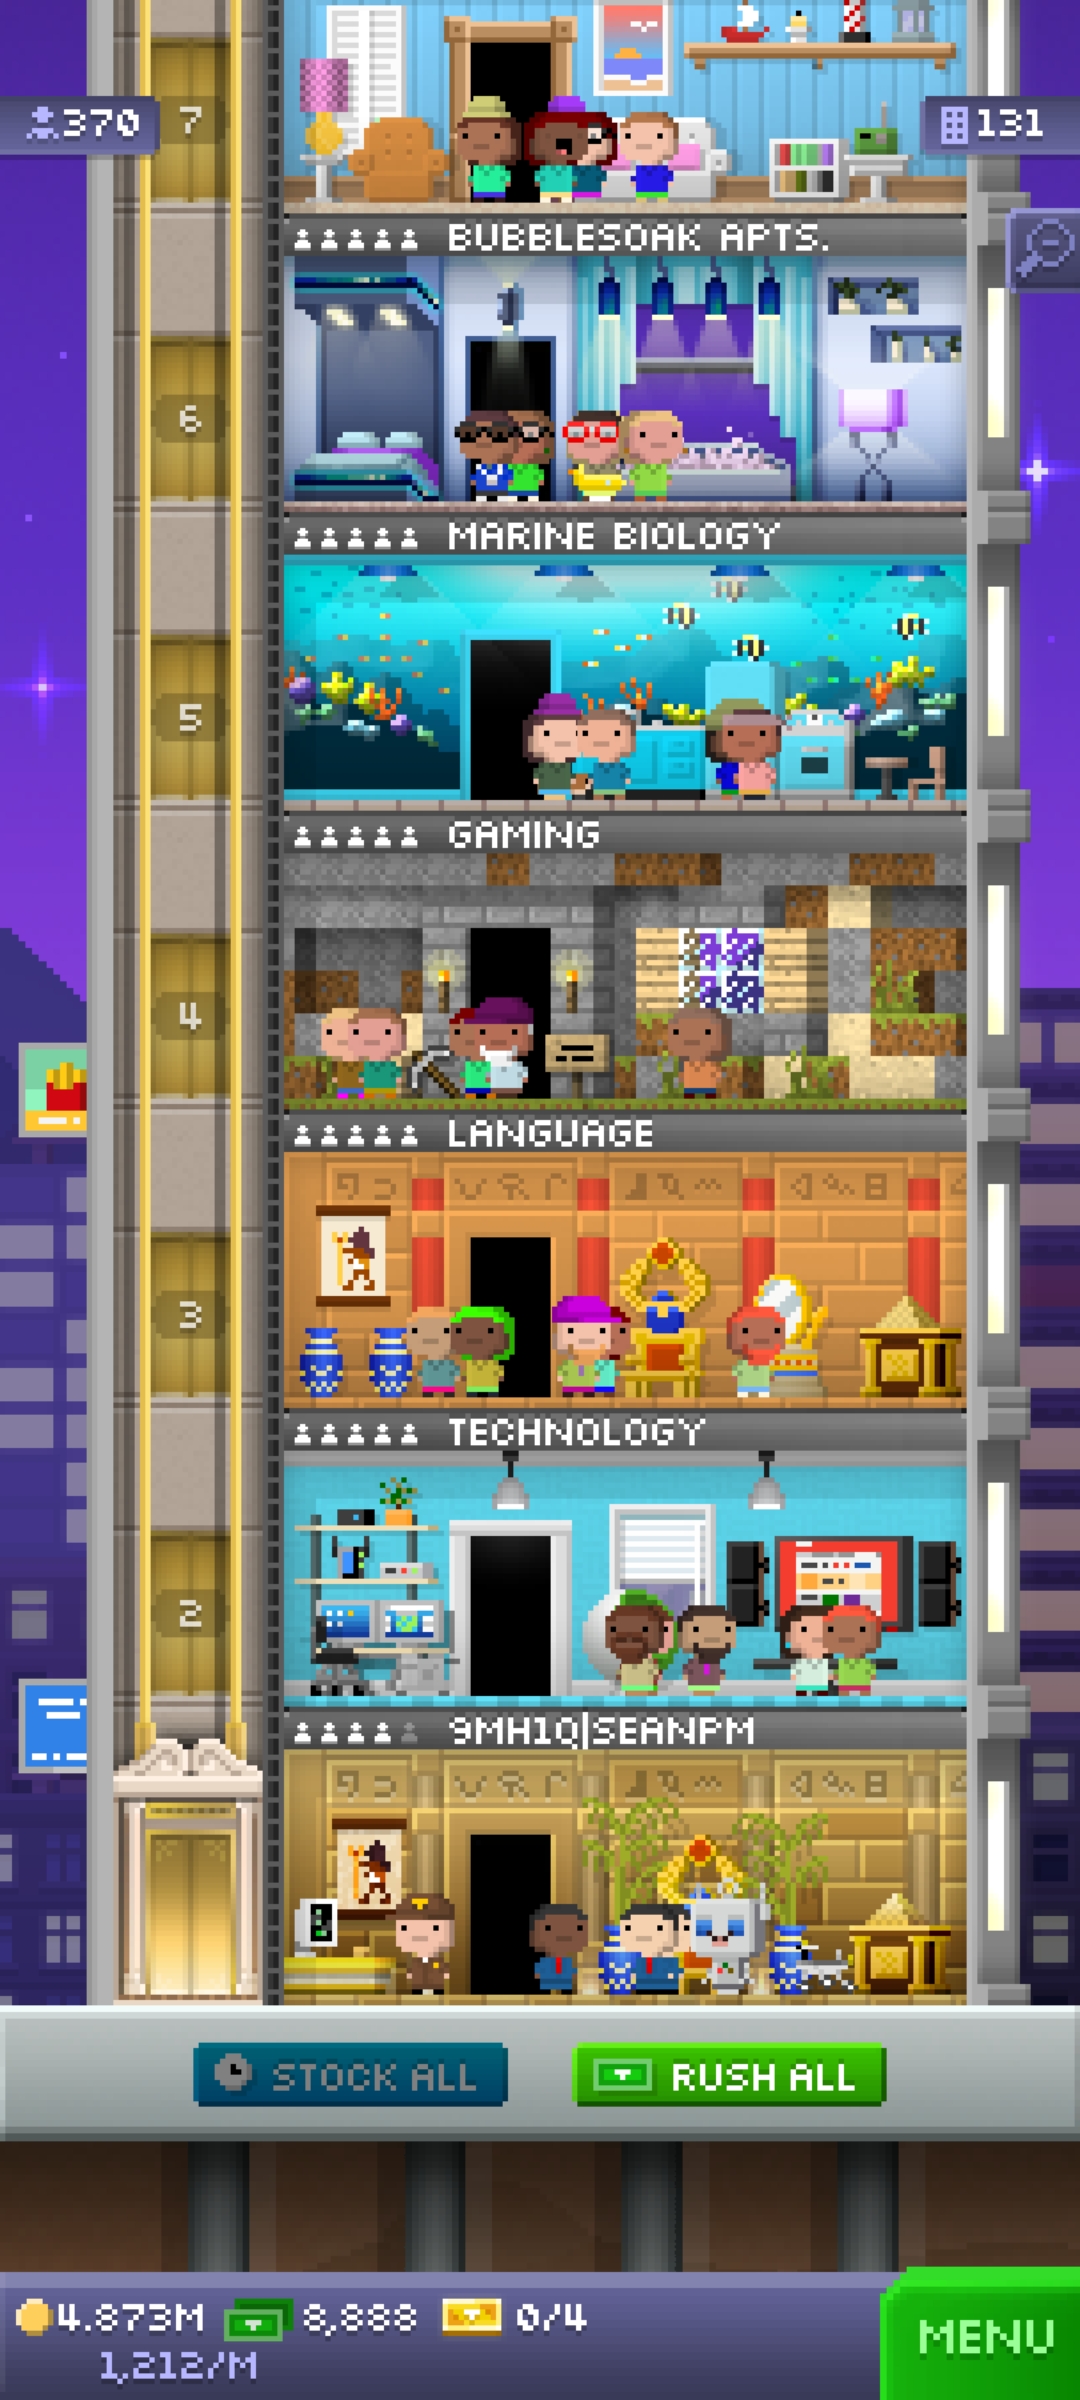 370
7
131
BUBBLESOAK APTS.
6
MARINE BIOLOGY
5
GAMING
4
LANGUAGE
3
TECHNOLOGY
2
9MH1Q|SEANPM
STOCK ALL
RUSH ALL
4.873M
8,888
0/4
1,212/M
MENU